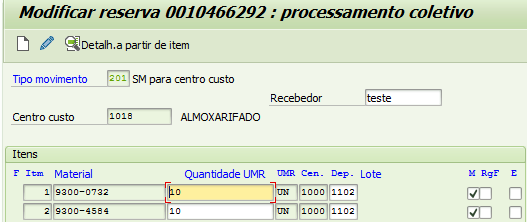 Modificar reserva 0010466292 : processamento coletivo
Detalh.a partir de item
Tipo movimento 201 SM para centro custo
Recebedor teste
Centro custo 1018 ALMOXARIFADO
Itens
F Itm Material Quantidade UMR UMR Cen. Dep. Lote M RgF E
1 9300-0732 10 UN 1000 1102
2 9300-4584 10 UN 1000 1102